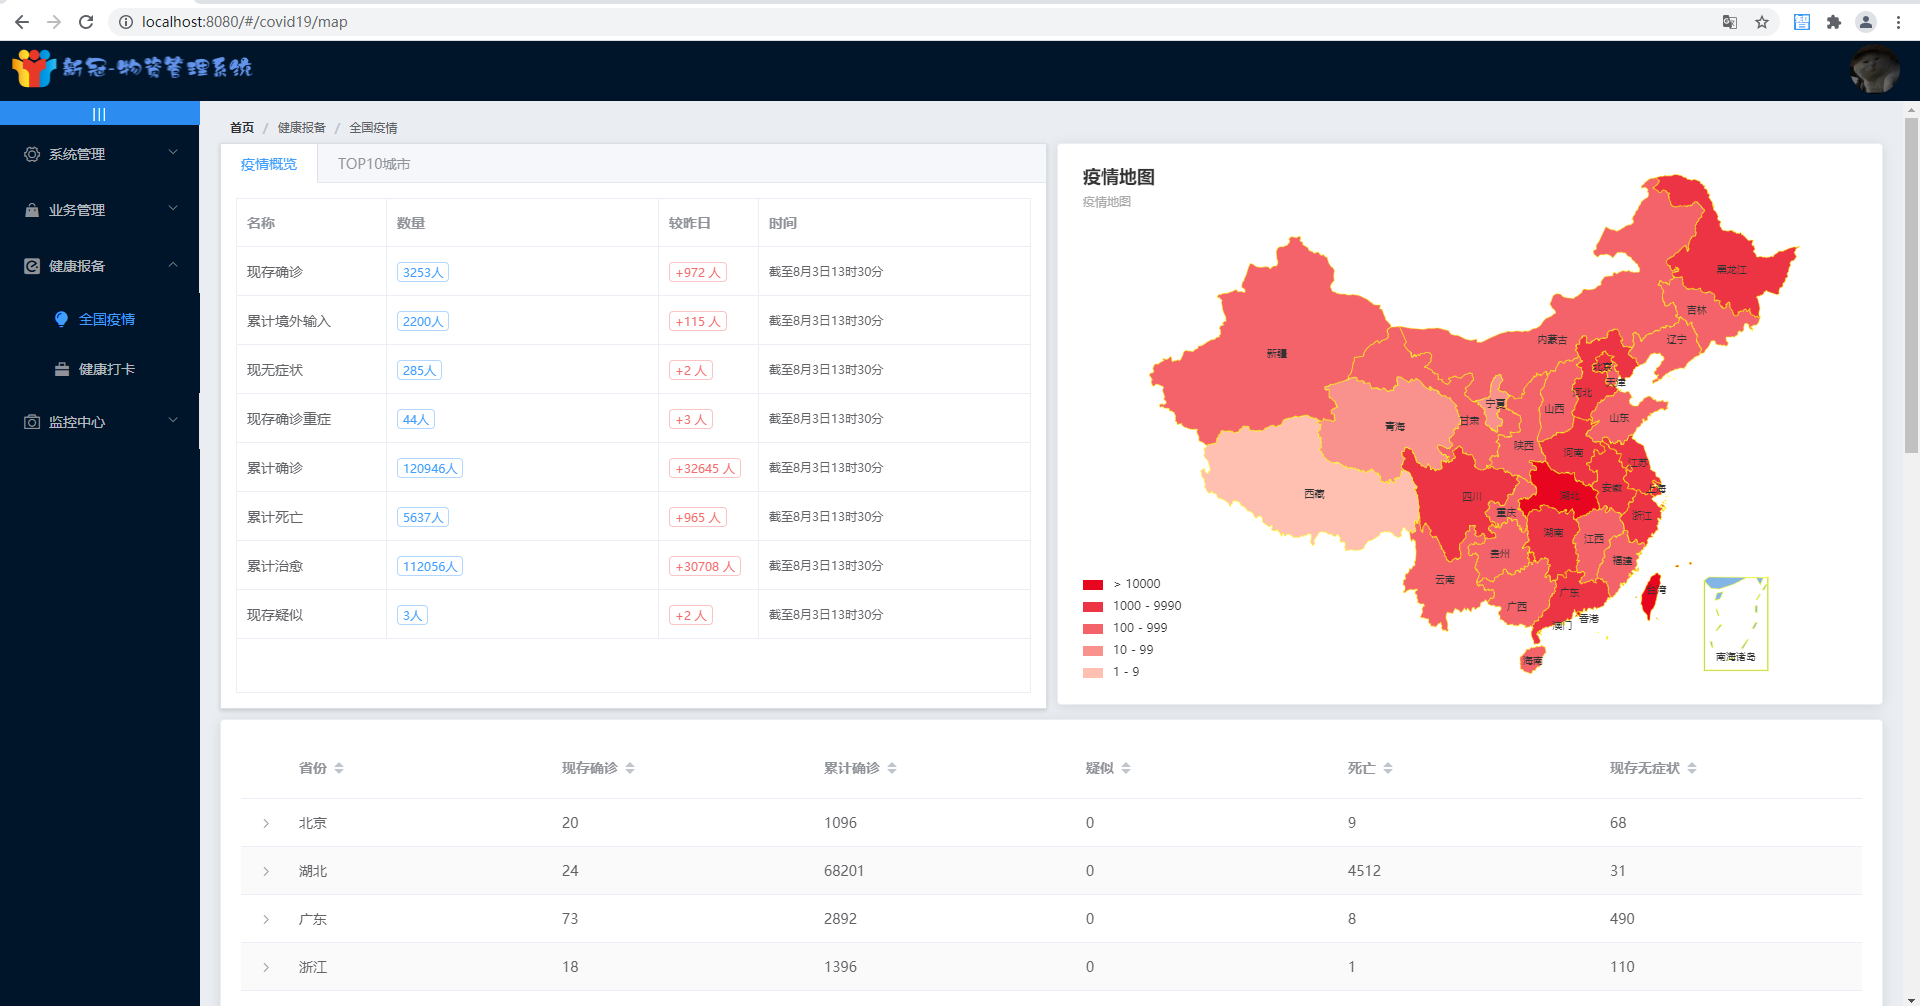 localhost:8080/#/covid19/map
新冠-物资管理系统
|||
系统管理
业务管理
健康报备
全国疫情
健康打卡
监控中心
首页 / 健康报备 / 全国疫情
疫情概览 TOP10城市
名称 数量 较昨日 时间
现存确诊 3253人 +972 人 截至8月3日13时30分
累计境外输入 2200人 +115 人 截至8月3日13时30分
现无症状 285人 +2 人 截至8月3日13时30分
现存确诊重症 44人 +3 人 截至8月3日13时30分
累计确诊 120946人 +32645 人 截至8月3日13时30分
累计死亡 5637人 +965 人 截至8月3日13时30分
累计治愈 112056人 +30708 人 截至8月3日13时30分
现存疑似 3人 +2 人 截至8月3日13时30分
疫情地图
疫情地图
黑龙江
吉林
辽宁
内蒙古
新疆
北京
天津
河北
宁夏
山西
山东
甘肃
青海
陕西
河南
江苏
西藏
四川
湖北
安徽
上海
重庆
浙江
湖南
江西
贵州
福建
云南
广东
台湾
广西
香港
澳门
海南
南海诸岛
> 10000
1000 - 9990
100 - 999
10 - 99
1 - 9
省份 现存确诊 累计确诊 疑似 死亡 现存无症状
北京 20 1096 0 9 68
湖北 24 68201 0 4512 31
广东 73 2892 0 8 490
浙江 18 1396 0 1 110